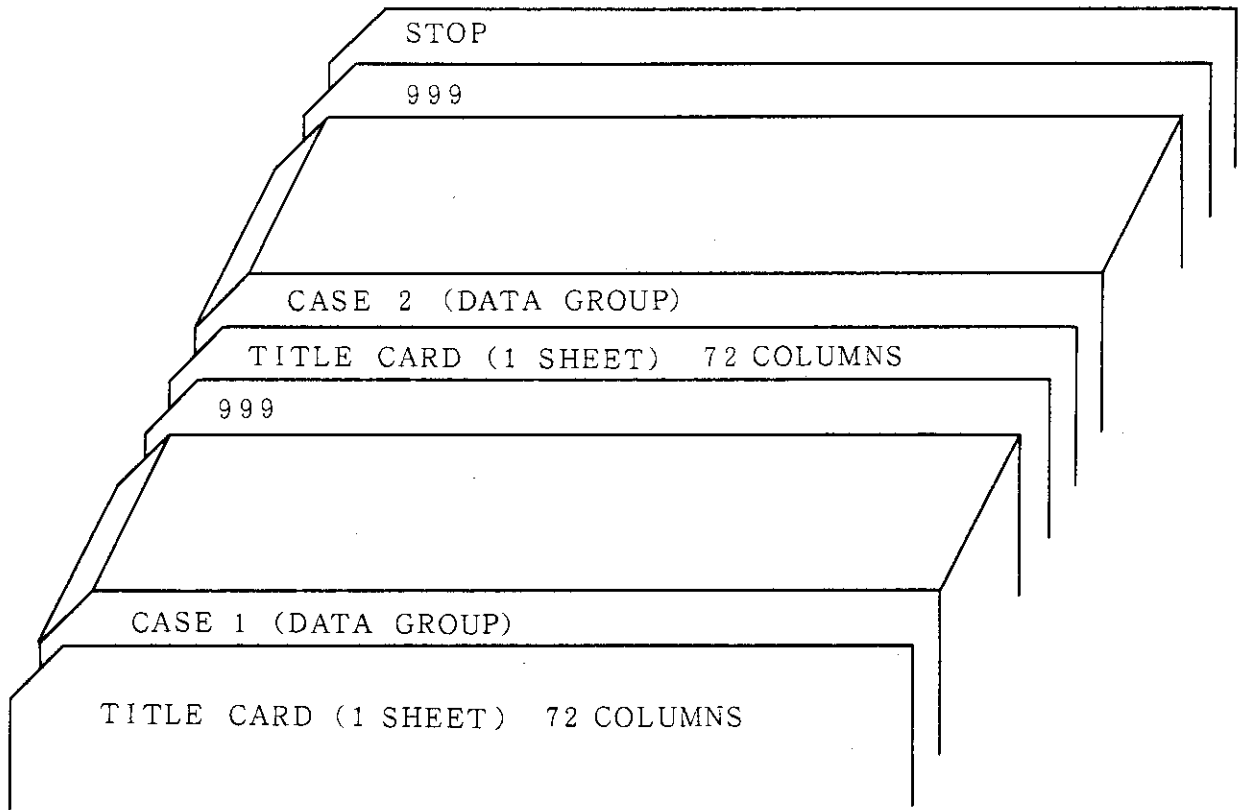 STOP
999
CASE 2 (DATA GROUP)
TITLE CARD (1 SHEET) 72 COLUMNS
999
CASE 1 (DATA GROUP)
TITLE CARD (1 SHEET) 72 COLUMNS